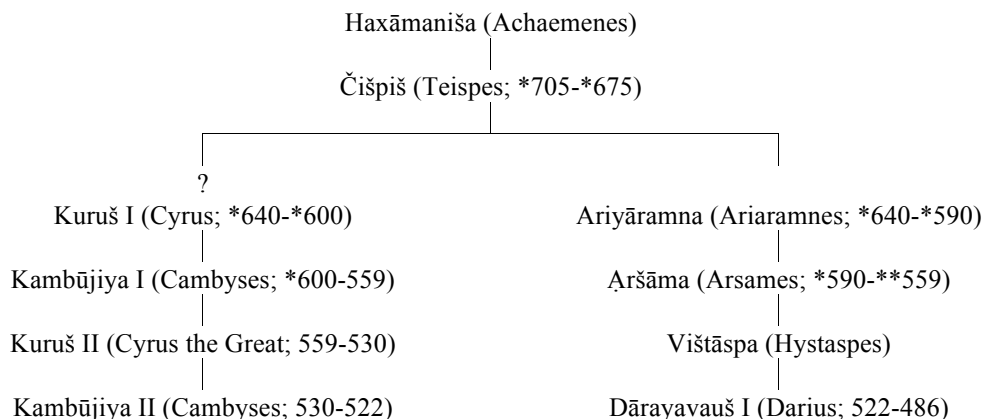 Haxāmaniša (Achaemenes)
Čišpiš (Teispes; *705-*675)
?
Kuruš I (Cyrus; *640-*600) Ariyāramna (Ariaramnes; *640-*590)
Kambūjiya I (Cambyses; *600-559) Ạršāma (Arsames; *590-**559)
Kuruš II (Cyrus the Great; 559-530) Vištāspa (Hystaspes)
Kambūjiya II (Cambyses; 530-522) Dārayavauš I (Darius; 522-486)